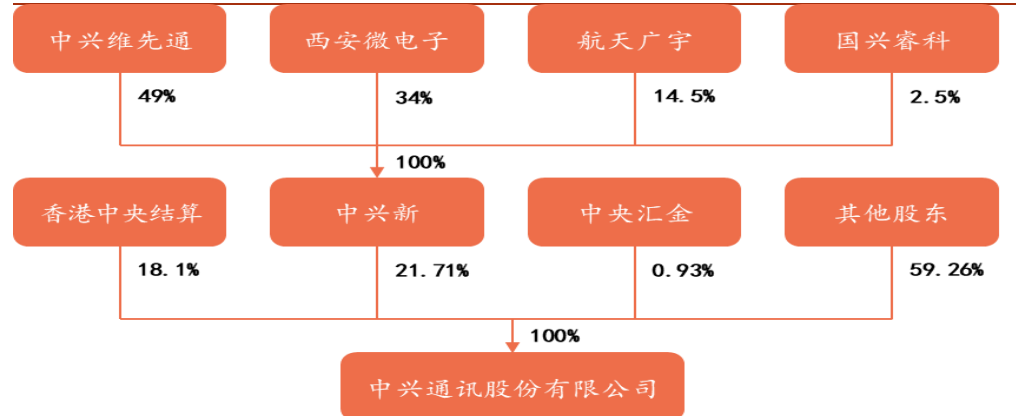 中兴维先通 西安微电子 航天广宇 国兴睿科
49% 34% 14.5% 2.5%
100%
香港中央结算 中兴新 中央汇金 其他股东
18.1% 21.71% 0.93% 59.26%
100%
中兴通讯股份有限公司